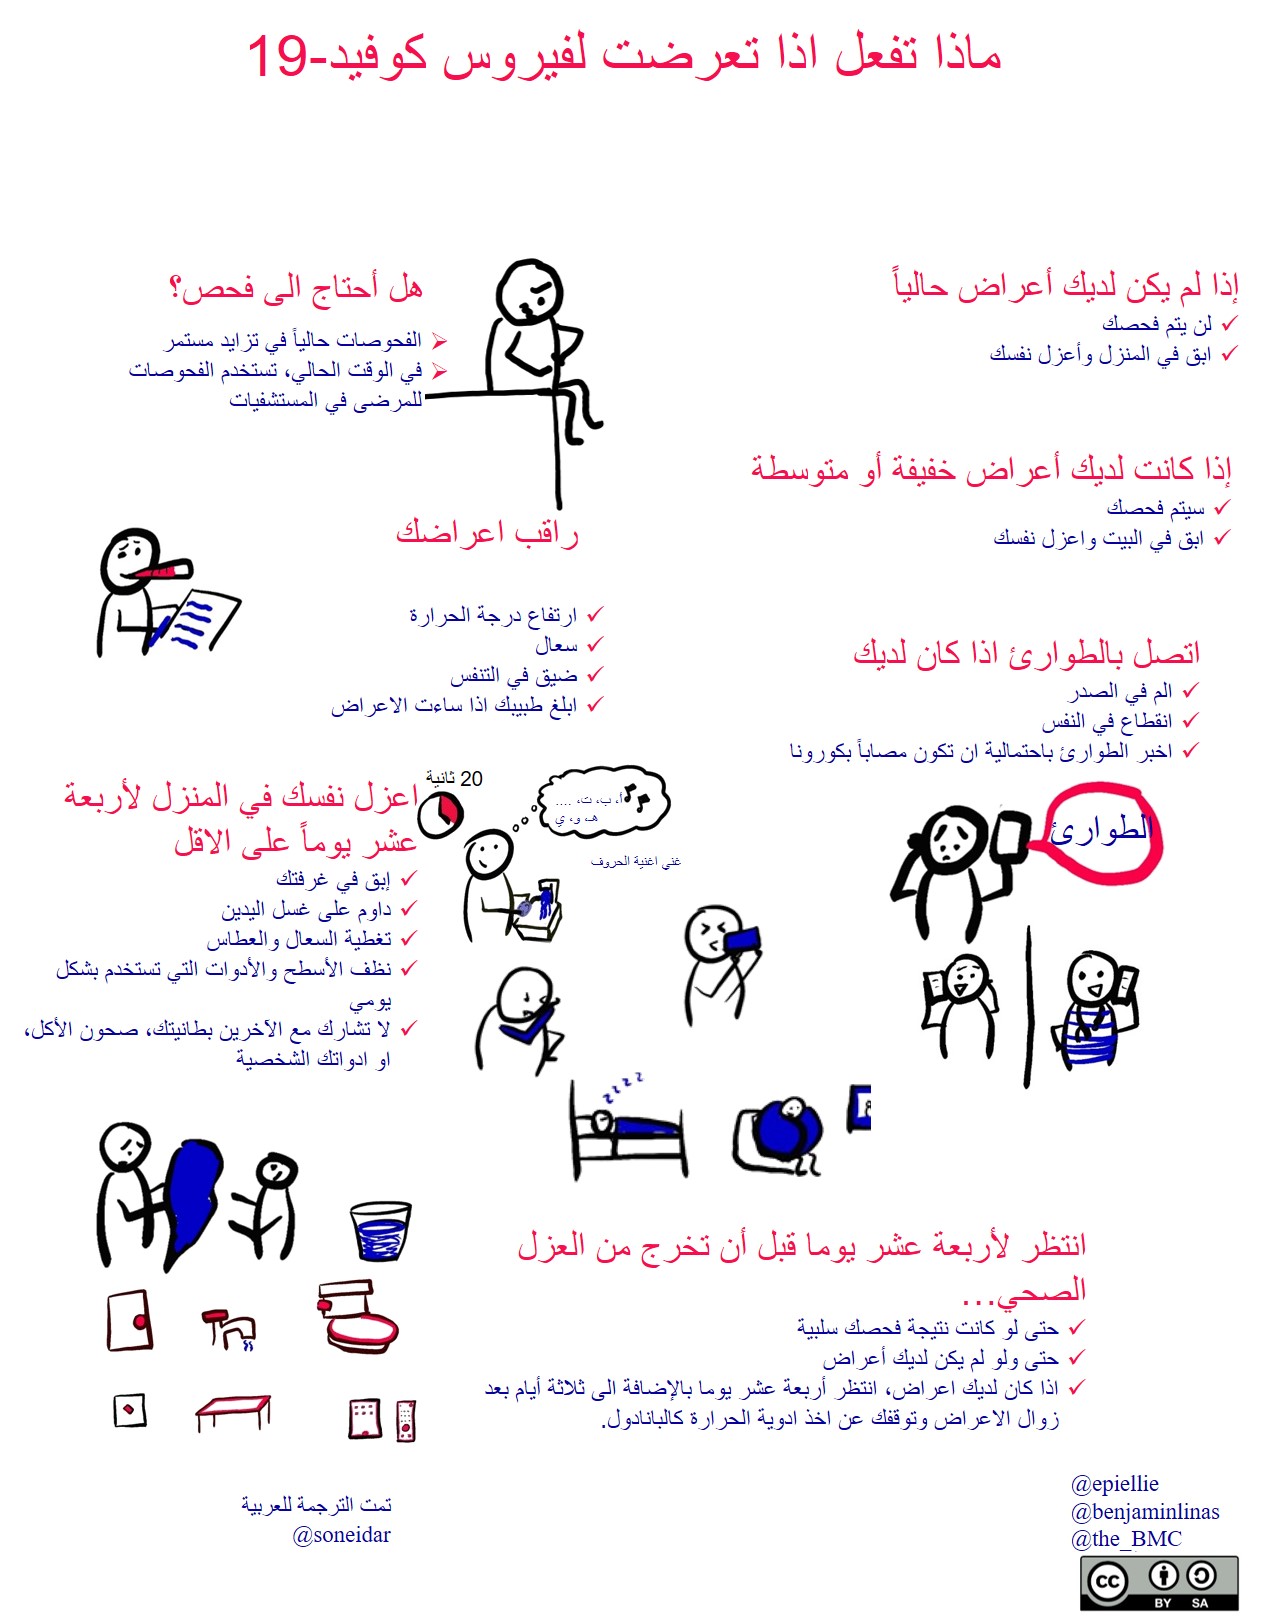 ماذا تفعل اذا تعرضت لفيروس كوفيد-19
إذا لم يكن لديك أعراض حالياً
لن يتم فحصك
ابق في المنزل وأعزل نفسك
هل أحتاج الى فحص؟
الفحوصات حالياً في تزايد مستمر
في الوقت الحالي، تستخدم الفحوصات
للمرضى في المستشفيات
إذا كانت لديك أعراض خفيفة أو متوسطة
سيتم فحصك
ابق في البيت واعزل نفسك
راقب اعراضك
ارتفاع درجة الحرارة
سعال
ضيق في التنفس
ابلغ طبيبك اذا ساءت الاعراض
اتصل بالطوارئ اذا كان لديك
الم في الصدر
انقطاع في النفس
اخبر الطوارئ باحتمالية ان تكون مصاباً بكورونا
الطوارئ
20 ثانية
أ، ب، ت، ....
هـ، و، ي
غني اغنية الحروف
اعزل نفسك في المنزل لأربعة
عشر يوماً على الاقل
إبق في غرفتك
داوم على غسل اليدين
تغطية السعال والعطاس
نظف الأسطح والأدوات التي تستخدم بشكل
يومي
لا تشارك مع الآخرين بطانيتك، صحون الأكل،
او ادواتك الشخصية
انتظر لأربعة عشر يوما قبل أن تخرج من العزل
الصحي...
حتى لو كانت نتيجة فحصك سلبية
حتى ولو لم يكن لديك أعراض
اذا كان لديك اعراض، انتظر أربعة عشر يوما بالإضافة الى ثلاثة أيام بعد
زوال الاعراض وتوقفك عن اخذ ادوية الحرارة كالبانادول.
@epiellie
@benjaminlinas
@the_BMC
تمت الترجمة للعربية
@soneidar
cc
BY SA